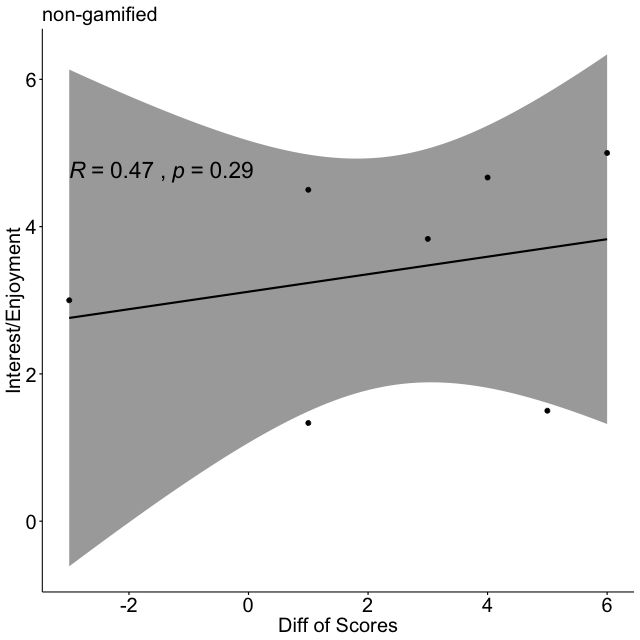 non-gamified
6
R = 0.47 , p = 0.29
4
2
0
Interest/Enjoyment
-2 0 2 4 6
Diff of Scores